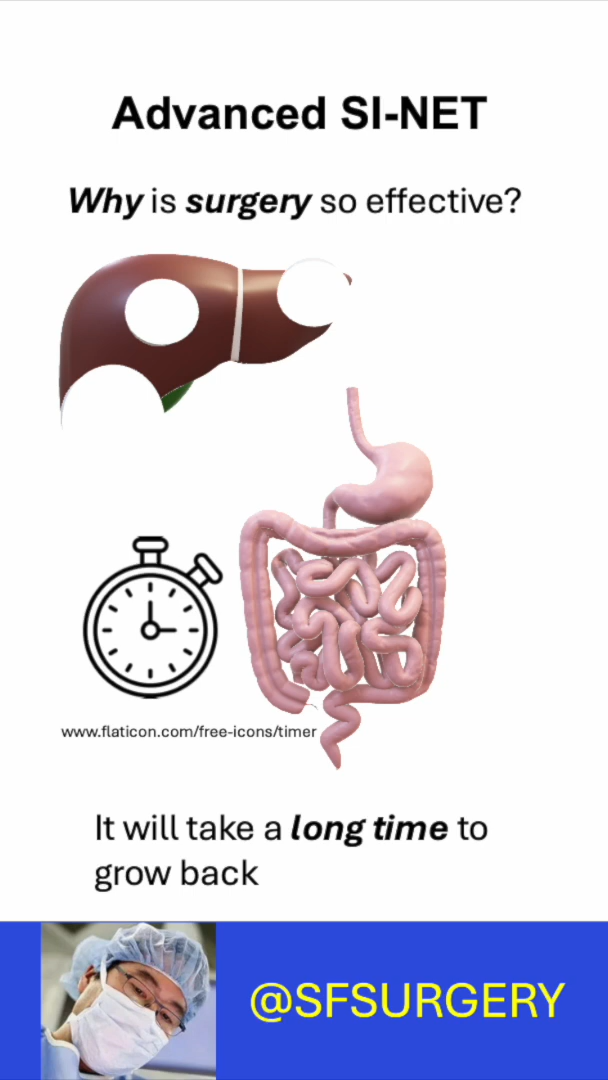 Advanced SI-NET
Why is surgery so effective?
www.flaticon.com/free-icons/timer
It will take a long time to
grow back
@SFSURGERY